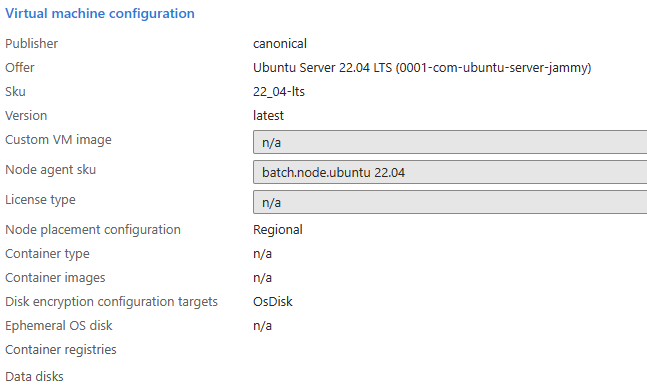 Virtual machine configuration
Publisher canonical
Offer Ubuntu Server 22.04 LTS (0001-com-ubuntu-server-jammy)
Sku 22_04-lts
Version latest
Custom VM image n/a
Node agent sku batch.node.ubuntu 22.04
License type n/a
Node placement configuration Regional
Container type n/a
Container images n/a
Disk encryption configuration targets OsDisk
Ephemeral OS disk n/a
Container registries
Data disks